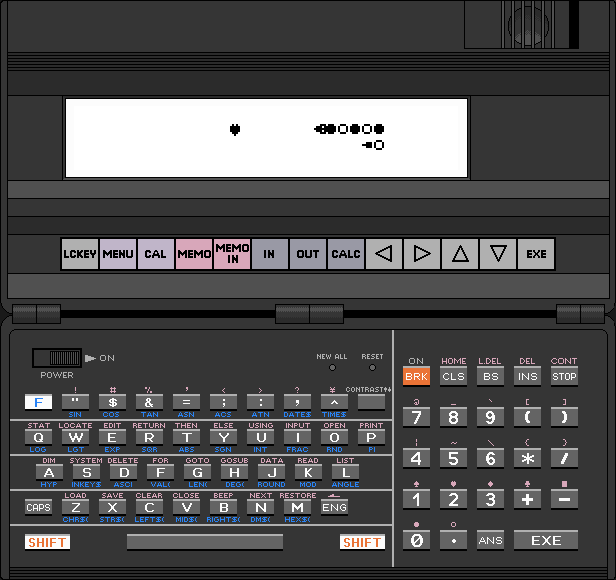 LCKEY MENU CAL MEMO MEMO IN IN OUT CALC EXE
POWER ON NEW ALL RESET
ON HOME L.DEL DEL CONT
BRK CLS BS INS STOP
! # % ' < > ? ¥ CONTRAST
F " $ & = ; : , ^
SIN COS TAN ASN ACS ATN DATE$ TIME$
@ _ ` [ ]
7 8 9 ( )
STAT LOCATE EDIT RETURN THEN ELSE USING INPUT OPEN PRINT
Q W E R T Y U I O P
LOG LGT EXP SQR ABS SGN INT FRAC RND PI
¦ ~ \ { }
4 5 6 * /
DIM SYSTEM DELETE FOR GOTO GOSUB DATA READ LIST
A S D F G H J K L
HYP INKEY$ ASCI VAL( LEN( DEG( ROUND MOD ANGLE
♠ ♥ ♦ ♣ ■
1 2 3 + −
LOAD SAVE CLEAR CLOSE BEEP NEXT RESTORE
CAPS Z X C V B N M ENG
CHR$( STR$( LEFT$( MID$( RIGHT$( DM$( HEX$(
● ○
SHIFT SHIFT 0 . ANS EXE